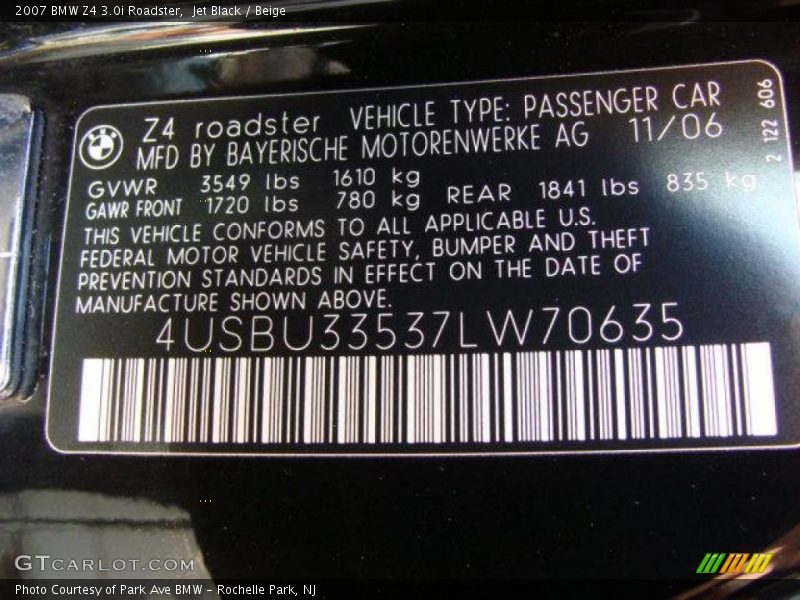 2007 BMW Z4 3.0i Roadster,  Jet Black / Beige
BMW
Z4 roadster VEHICLE TYPE: PASSENGER CAR
MFD BY BAYERISCHE MOTORENWERKE AG 11/06
2 122 606
GVWR 3549 lbs 1610 kg
GAWR FRONT 1720 lbs 780 kg REAR 1841 lbs 835 kg
THIS VEHICLE CONFORMS TO ALL APPLICABLE U.S.
FEDERAL MOTOR VEHICLE SAFETY, BUMPER AND THEFT
PREVENTION STANDARDS IN EFFECT ON THE DATE OF
MANUFACTURE SHOWN ABOVE.
4USBU33537LW70635
GTCARLOT.COM
Photo Courtesy of Park Ave BMW - Rochelle Park, NJ